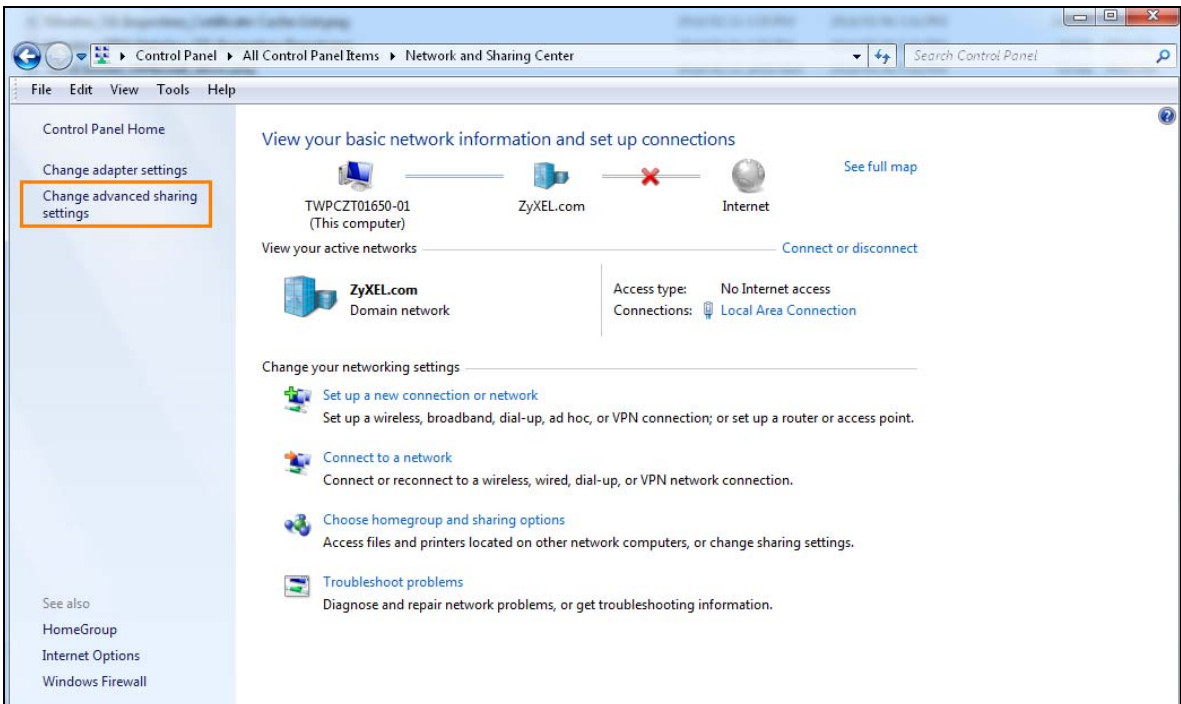 Control Panel ▸ All Control Panel Items ▸ Network and Sharing Center
Search Control Panel
File Edit View Tools Help
Control Panel Home
Change adapter settings
Change advanced sharing
settings
View your basic network information and set up connections
See full map
TWPCZT01650-01
(This computer)
ZyXEL.com
Internet
View your active networks
Connect or disconnect
ZyXEL.com
Domain network
Access type: No Internet access
Connections: Local Area Connection
Change your networking settings
Set up a new connection or network
Set up a wireless, broadband, dial-up, ad hoc, or VPN connection; or set up a router or access point.
Connect to a network
Connect or reconnect to a wireless, wired, dial-up, or VPN network connection.
Choose homegroup and sharing options
Access files and printers located on other network computers, or change sharing settings.
Troubleshoot problems
Diagnose and repair network problems, or get troubleshooting information.
See also
HomeGroup
Internet Options
Windows Firewall